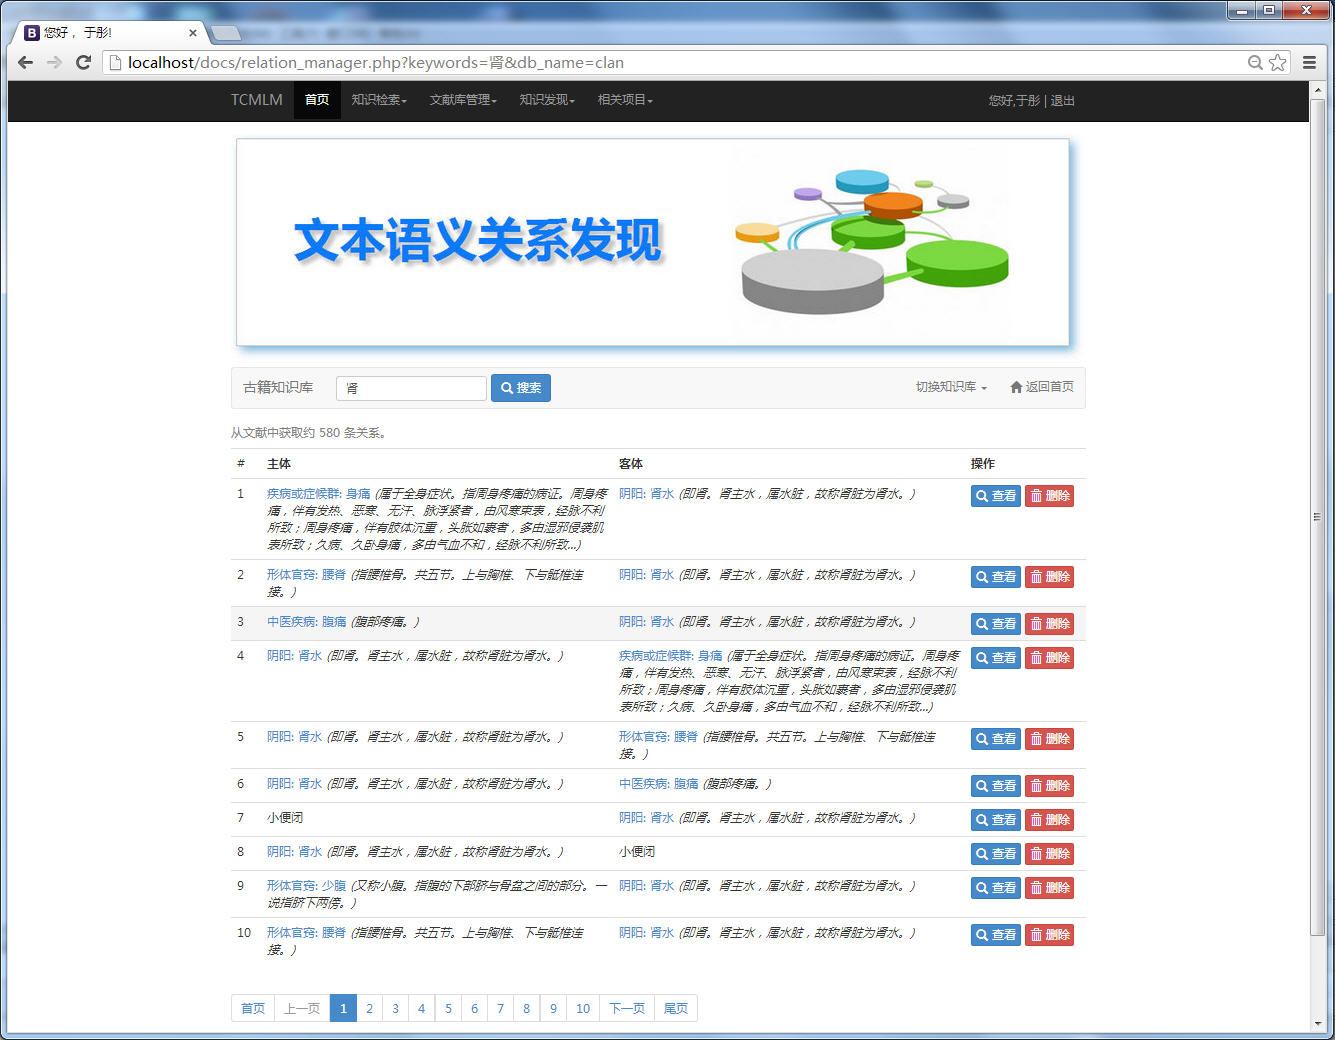 您好，于彤!
localhost/docs/relation_manager.php?keywords=肾&db_name=clan
TCMLM 首页 知识检索 文献库管理 知识发现 相关项目 您好,于彤 | 退出
文本语义关系发现
古籍知识库 肾 搜索 切换知识库 返回首页
从文献中获取约 580 条关系。
# 主体 客体 操作
1 疾病或症候群: 身痛 (属于全身症状。指周身疼痛的病证。周身疼 阴阳: 肾水 (即肾。肾主水，属水脏，故称肾脏为肾水。) 查看 删除
痛，伴有发热、恶寒、无汗、脉浮紧者，由风寒束表，经脉不利
所致；周身疼痛，伴有肢体沉重，头胀如裹者，多由湿邪侵袭肌
表所致；久病、久卧身痛，多由气血不和，经脉不利所致...)
2 形体官窍: 腰脊 (指腰椎骨。共五节。上与胸椎、下与骶椎连 阴阳: 肾水 (即肾。肾主水，属水脏，故称肾脏为肾水。) 查看 删除
接。)
3 中医疾病: 腹痛 (腹部疼痛。) 阴阳: 肾水 (即肾。肾主水，属水脏，故称肾脏为肾水。) 查看 删除
4 阴阳: 肾水 (即肾。肾主水，属水脏，故称肾脏为肾水。) 疾病或症候群: 身痛 (属于全身症状。指周身疼痛的病证。周身疼 查看 删除
痛，伴有发热、恶寒、无汗、脉浮紧者，由风寒束表，经脉不利
所致；周身疼痛，伴有肢体沉重，头胀如裹者，多由湿邪侵袭肌
表所致；久病、久卧身痛，多由气血不和，经脉不利所致...)
5 阴阳: 肾水 (即肾。肾主水，属水脏，故称肾脏为肾水。) 形体官窍: 腰脊 (指腰椎骨。共五节。上与胸椎、下与骶椎连 查看 删除
接。)
6 阴阳: 肾水 (即肾。肾主水，属水脏，故称肾脏为肾水。) 中医疾病: 腹痛 (腹部疼痛。) 查看 删除
7 小便闭 阴阳: 肾水 (即肾。肾主水，属水脏，故称肾脏为肾水。) 查看 删除
8 阴阳: 肾水 (即肾。肾主水，属水脏，故称肾脏为肾水。) 小便闭 查看 删除
9 形体官窍: 少腹 (又称小腹。指腹的下部脐与骨盆之间的部分。一 阴阳: 肾水 (即肾。肾主水，属水脏，故称肾脏为肾水。) 查看 删除
说指脐下两傍。)
10 形体官窍: 腰脊 (指腰椎骨。共五节。上与胸椎、下与骶椎连 阴阳: 肾水 (即肾。肾主水，属水脏，故称肾脏为肾水。) 查看 删除
接。)
首页 上一页 1 2 3 4 5 6 7 8 9 10 下一页 尾页